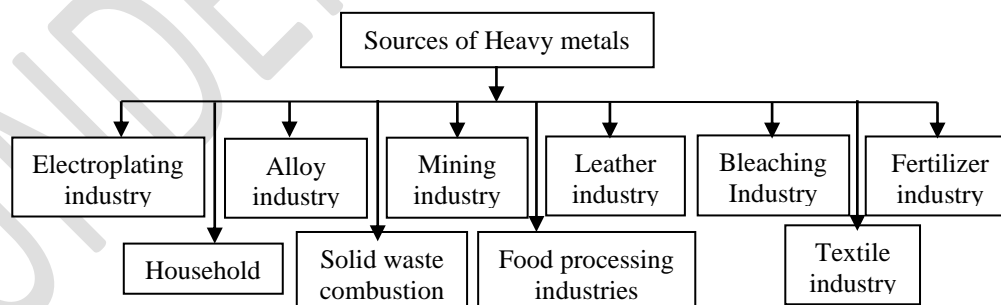 Sources of Heavy metals
Electroplating
industry
Alloy
industry
Mining
industry
Leather
industry
Bleaching
Industry
Fertilizer
industry
Household
Solid waste
combustion
Food processing
industries
Textile
industry